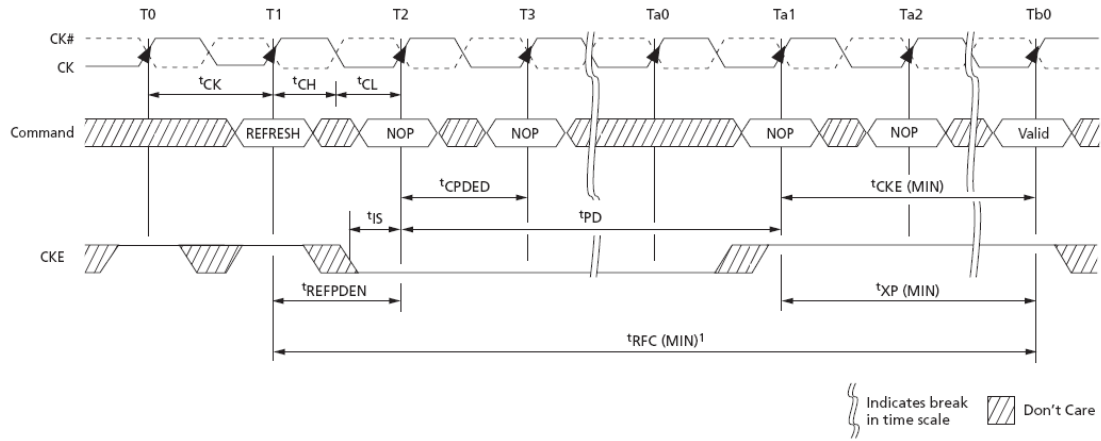 T0 T1 T2 T3 Ta0 Ta1 Ta2 Tb0
CK#
CK
tCK tCH tCL
Command REFRESH NOP NOP NOP NOP Valid
tCPDED tCKE (MIN)
tIS tPD
CKE
tREFPDEN tXP (MIN)
tRFC (MIN)1
Indicates break
in time scale
Don't Care